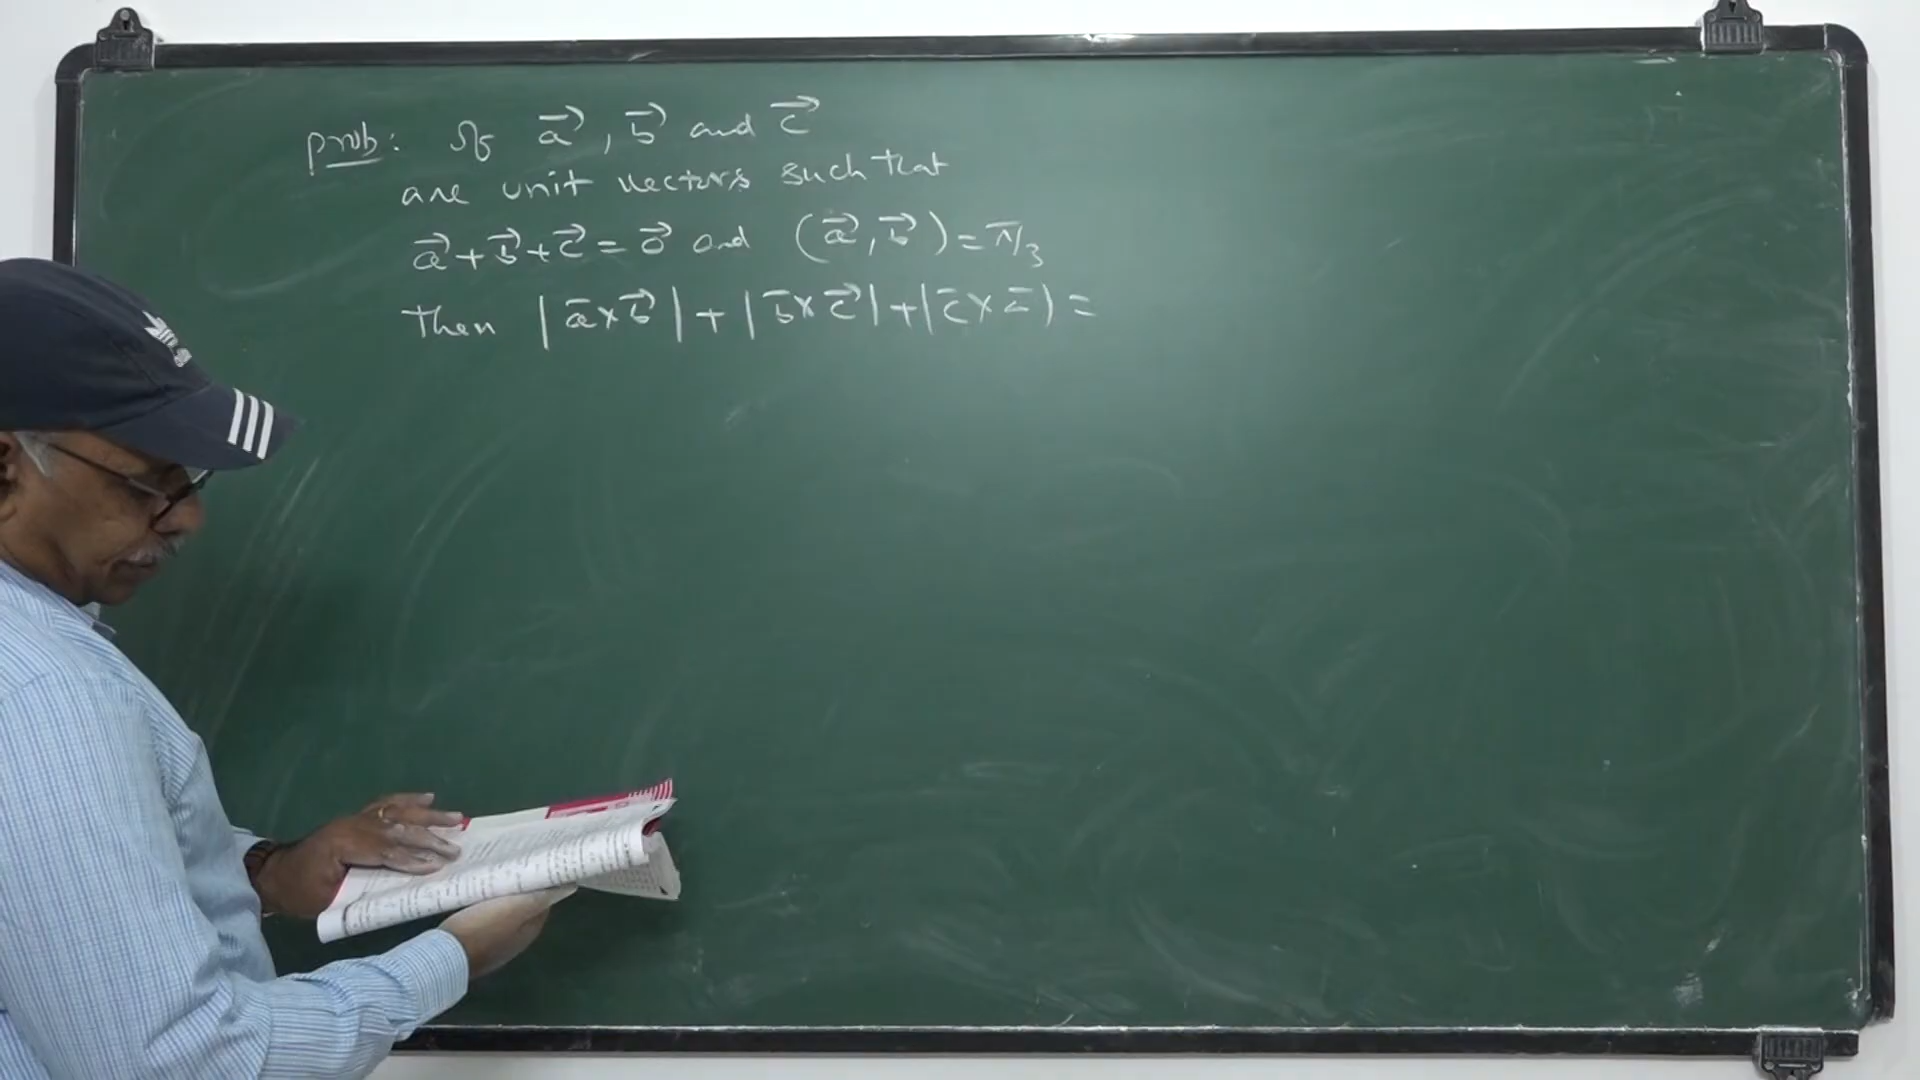 prob: If a⃗, b⃗ and c⃗
are unit vectors such that
a⃗+b⃗+c⃗=0⃗ and (a⃗,b⃗)=π/3
then |a̅×b⃗|+|b̅×c⃗|+|c̅×a̅|=